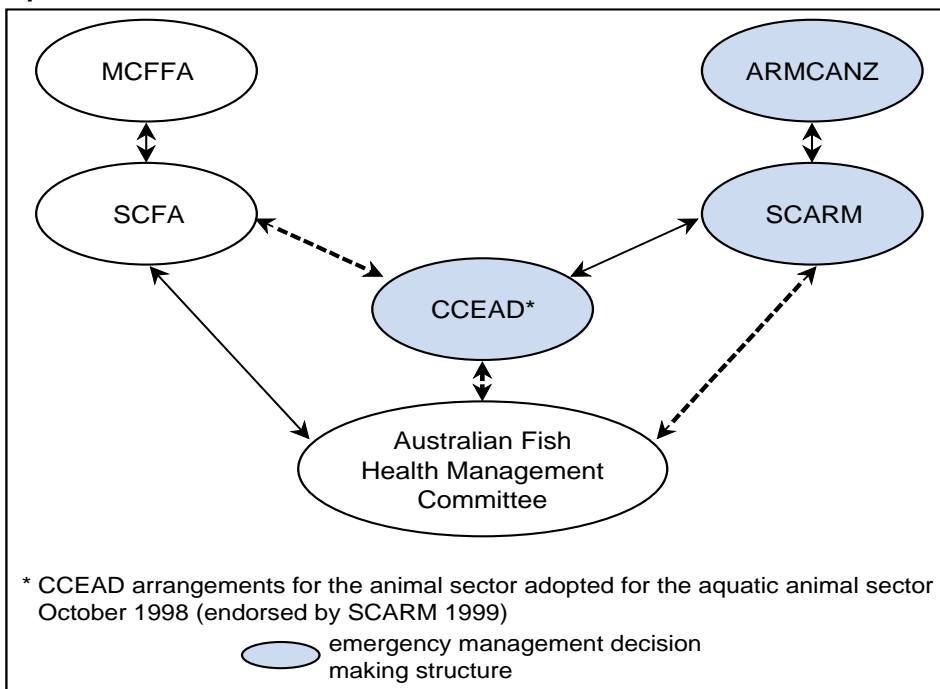 MCFFA
ARMCANZ
SCFA
SCARM
CCEAD*
Australian Fish
Health Management
Committee
* CCEAD arrangements for the animal sector adopted for the aquatic animal sector
October 1998 (endorsed by SCARM 1999)
emergency management decision
making structure